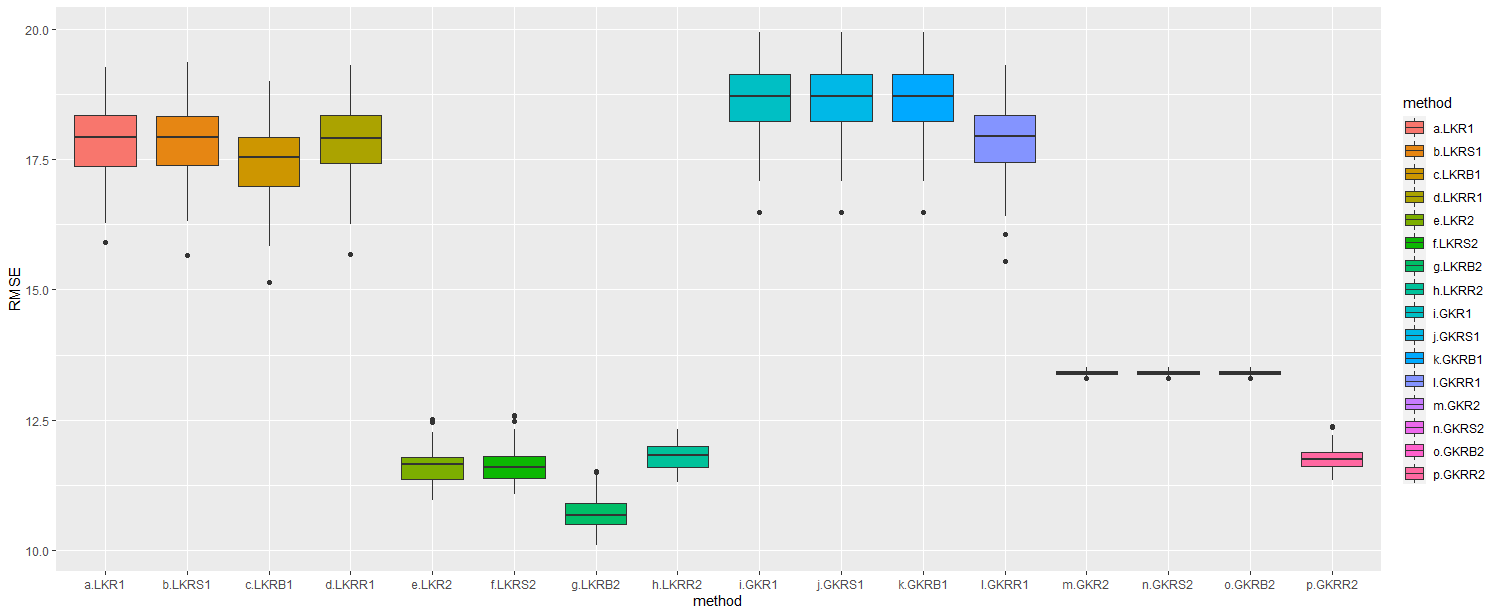 20.0
17.5
15.0
12.5
10.0
RMSE
a.LKR1 b.LKRS1 c.LKRB1 d.LKRR1 e.LKR2 f.LKRS2 g.LKRB2 h.LKRR2 i.GKR1 j.GKRS1 k.GKRB1 l.GKRR1 m.GKR2 n.GKRS2 o.GKRB2 p.GKRR2
method
method
a.LKR1
b.LKRS1
c.LKRB1
d.LKRR1
e.LKR2
f.LKRS2
g.LKRB2
h.LKRR2
i.GKR1
j.GKRS1
k.GKRB1
l.GKRR1
m.GKR2
n.GKRS2
o.GKRB2
p.GKRR2